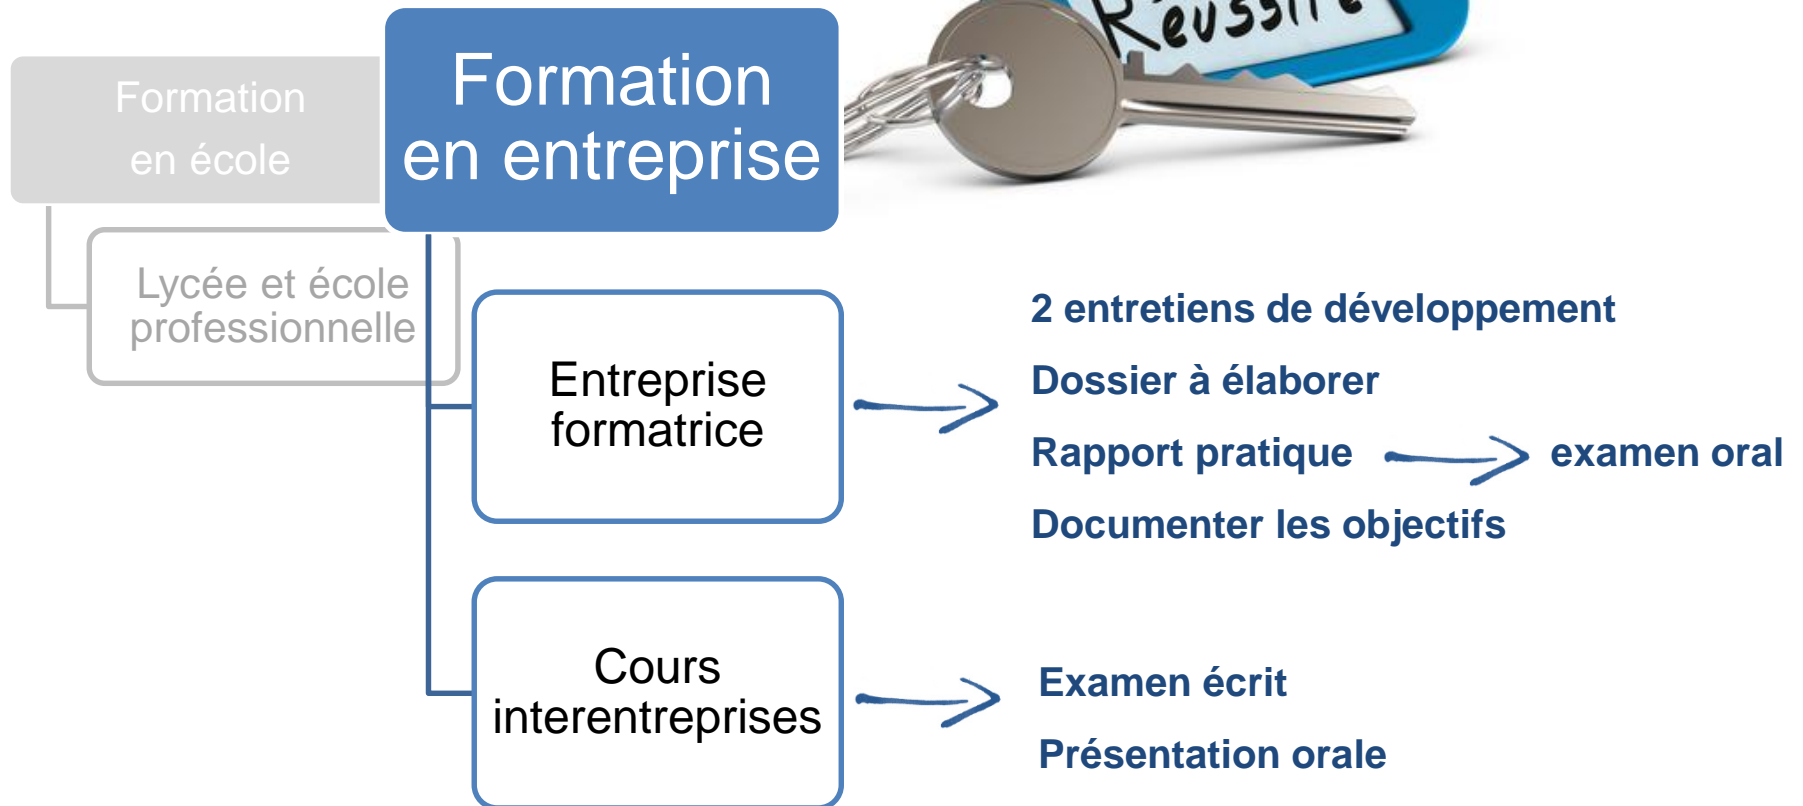 Réussite
Formation
en école
Formation
en entreprise
Lycée et école
professionnelle
Entreprise
formatrice
2 entretiens de développement
Dossier à élaborer
Rapport pratique examen oral
Documenter les objectifs
Cours
interentreprises
Examen écrit
Présentation orale